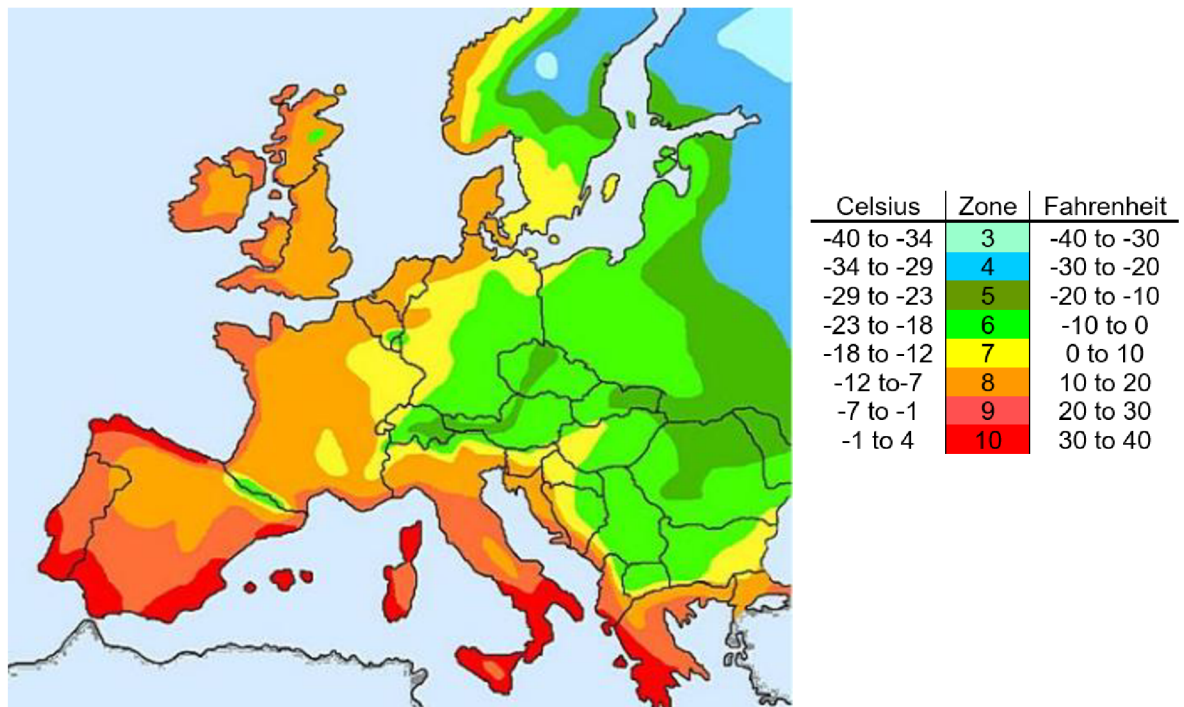 Celsius Zone Fahrenheit
-40 to -34 3 -40 to -30
-34 to -29 4 -30 to -20
-29 to -23 5 -20 to -10
-23 to -18 6 -10 to 0
-18 to -12 7 0 to 10
-12 to-7 8 10 to 20
-7 to -1 9 20 to 30
-1 to 4 10 30 to 40